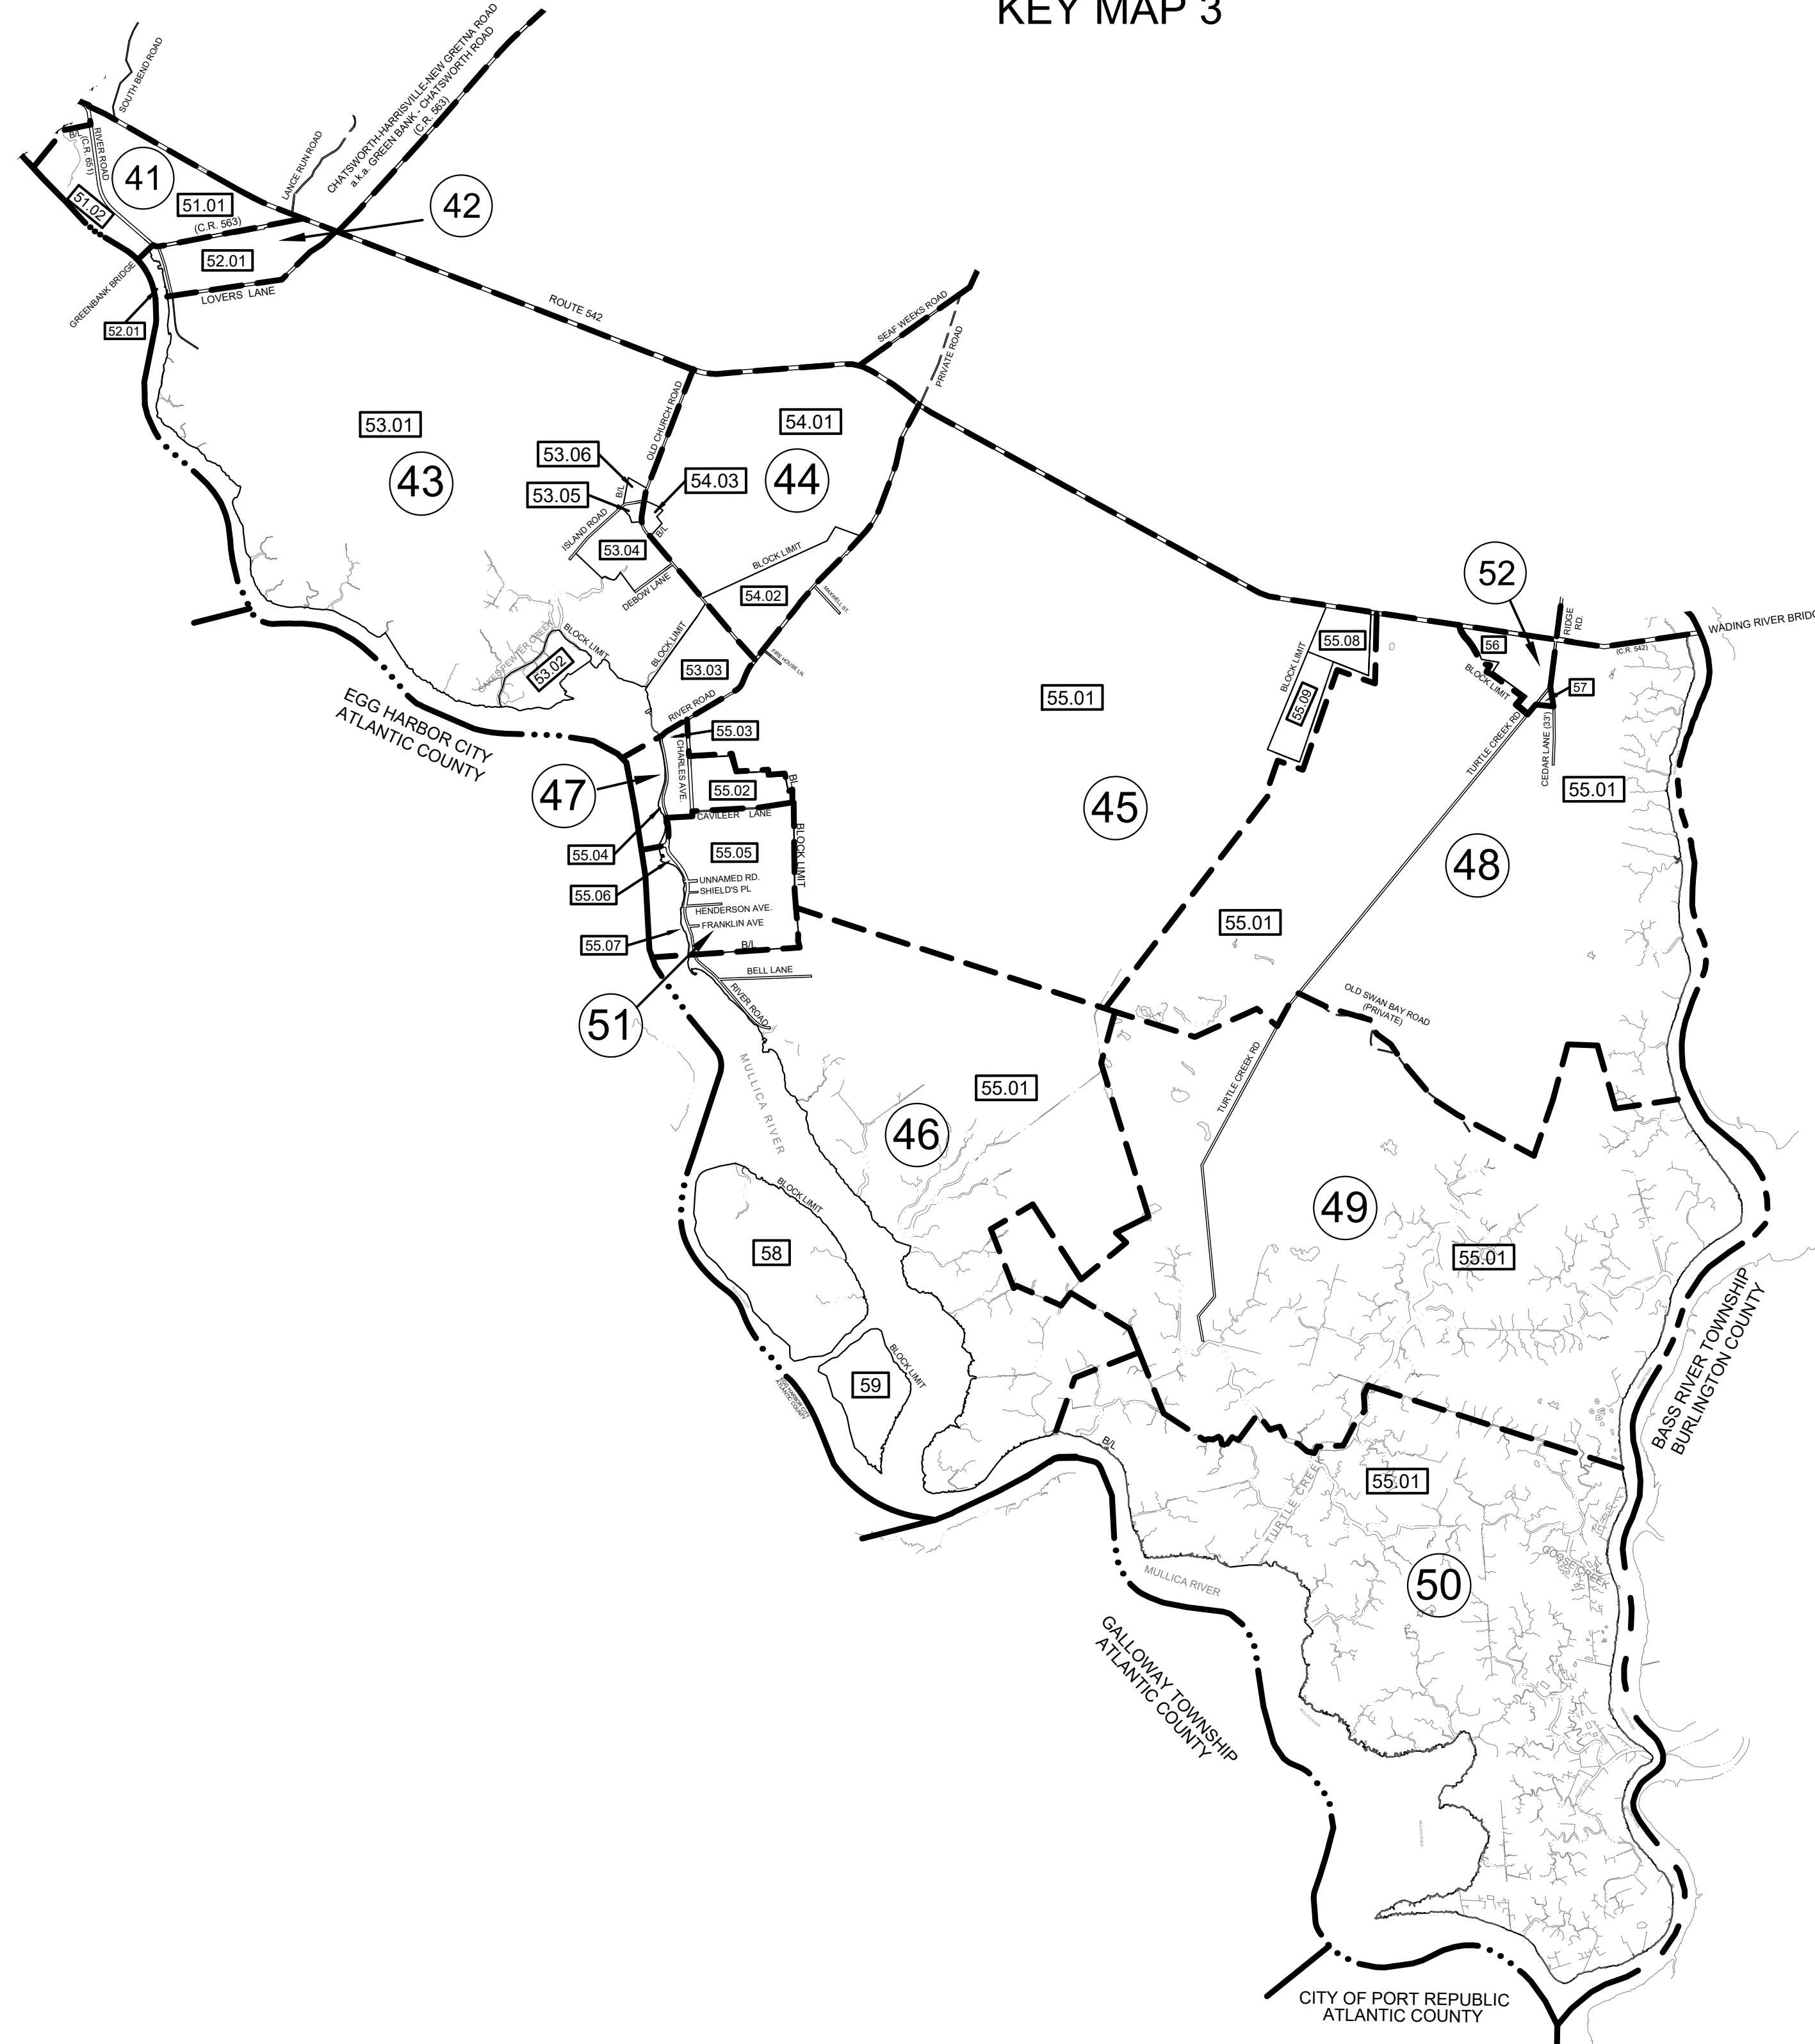 KEY MAP 3
SOUTH BEND ROAD
CHATSWORTH-HARRISVILLE-NEW GRETNA ROAD
a.k.a. GREEN BANK - CHATSWORTH ROAD
(C.R. 563)
LANCE RUN ROAD
B/L
RIVER ROAD
(C.R. 651)
41
51.01
51.02
42
(C.R. 563)
52.01
GREENBANK BRIDGE
LOVERS LANE
52.01
ROUTE 542
SEAF WEEKS ROAD
PRIVATE ROAD
53.01
43
OLD CHURCH ROAD
54.01
44
53.06
53.05
54.03
B/L
B/L
ISLAND ROAD
53.04
DEBOW LANE
BLOCK LIMIT
54.02
MAXWELL ST.
BLOCK LIMIT
FIRE HOUSE LN.
53.03
BLOCK LIMIT
53.02
RIVER ROAD
EGG HARBOR CITY
ATLANTIC COUNTY
52
RIDGE
RD.
WADING RIVER BRIDGE
(C.R. 542)
55.08
56
BLOCK LIMIT
57
BLOCK LIMIT
55.09
TURTLE CREEK RD
CEDAR LANE (33')
55.01
55.01
55.03
47
CHARLES AVE.
55.02
B/L
CAVILEER LANE
45
55.04
55.05
BLOCK LIMIT
55.06
UNNAMED RD.
SHIELD'S PL
HENDERSON AVE.
FRANKLIN AVE
55.07
B/L
BELL LANE
RIVER ROAD
51
48
55.01
OLD SWAN BAY ROAD
(PRIVATE)
MULLICA RIVER
55.01
TURTLE CREEK RD
46
49
55.01
BLOCK LIMIT
58
BLOCK LIMIT
59
EGG HARBOR CITY
ATLANTIC COUNTY
BASS RIVER TOWNSHIP
BURLINGTON COUNTY
B/L
55.01
TURTLE CREEK
GOOSE CREEK
50
MULLICA RIVER
GALLOWAY TOWNSHIP
ATLANTIC COUNTY
CITY OF PORT REPUBLIC
ATLANTIC COUNTY